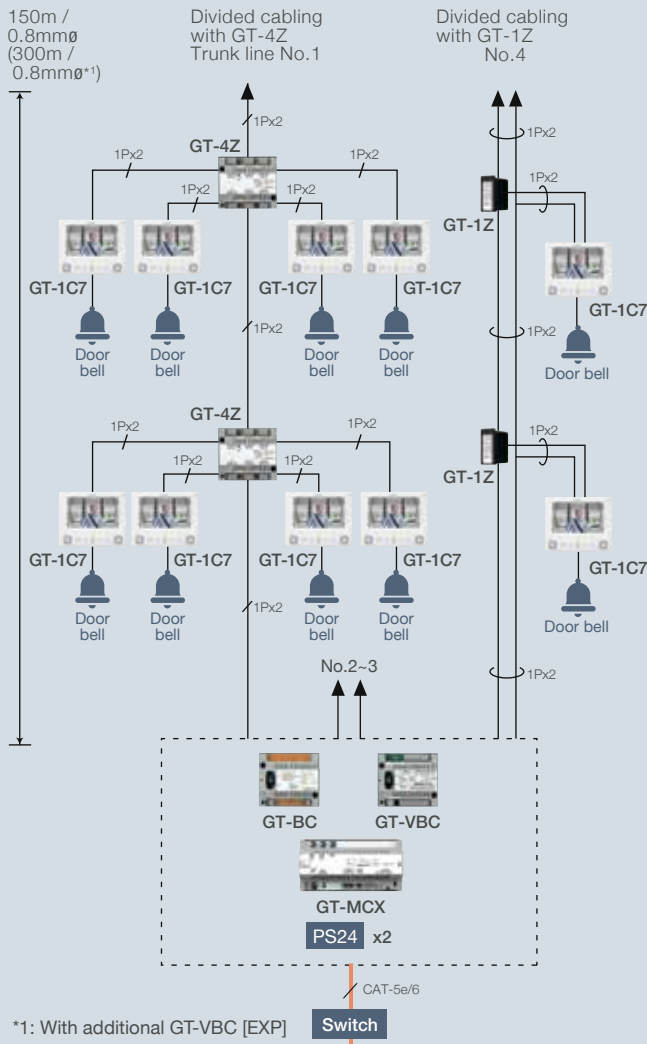 150m /
0.8mmø
(300m /
0.8mmø*1)
Divided cabling
with GT-4Z
Trunk line No.1
Divided cabling
with GT-1Z
No.4
1Px2
1Px2
GT-4Z
1Px2
1Px2
1Px2
1Px2
1Px2
GT-1Z
GT-1C7
GT-1C7
GT-1C7
GT-1C7
GT-1C7
Door
bell
Door
bell
Door
bell
Door
bell
Door bell
1Px2
1Px2
GT-4Z
1Px2
1Px2
1Px2
1Px2
1Px2
GT-1Z
GT-1C7
GT-1C7
GT-1C7
GT-1C7
GT-1C7
Door
bell
Door
bell
Door
bell
Door
bell
Door bell
1Px2
No.2~3
1Px2
GT-BC
GT-VBC
GT-MCX
PS24 x2
CAT-5e/6
*1: With additional GT-VBC [EXP]
Switch